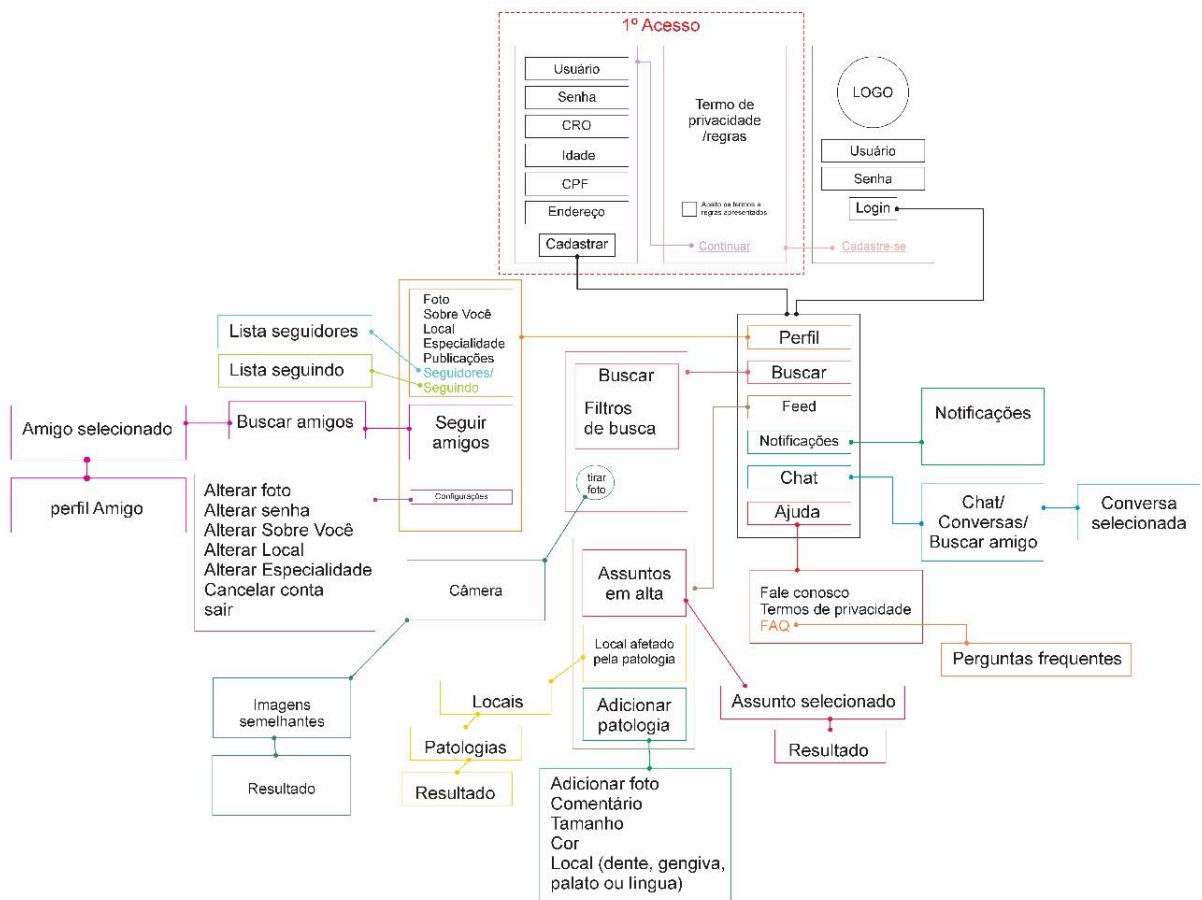 1º Acesso
Usuário
Senha
CRO
Idade
CPF
Endereço
Cadastrar
Termo de
privacidade
/regras
Aceito os termos e
regras apresentados
Continuar
LOGO
Usuário
Senha
Login
Cadastre-se
Foto
Sobre Você
Local
Especialidade
Publicações
Seguidores/
Seguindo
Lista seguidores
Lista seguindo
Amigo selecionado
Buscar amigos
Seguir
amigos
perfil Amigo
Configurações
Alterar foto
Alterar senha
Alterar Sobre Você
Alterar Local
Alterar Especialidade
Cancelar conta
sair
Buscar
Filtros
de busca
tirar
foto
Perfil
Buscar
Feed
Notificações
Chat
Ajuda
Notificações
Chat/
Conversas/
Buscar amigo
Conversa
selecionada
Câmera
Assuntos
em alta
Fale conosco
Termos de privacidade
FAQ
Perguntas frequentes
Local afetado
pela patologia
Imagens
semelhantes
Locais
Adicionar
patologia
Assunto selecionado
Patologias
Resultado
Resultado
Resultado
Adicionar foto
Comentário
Tamanho
Cor
Local (dente, gengiva,
palato ou língua)